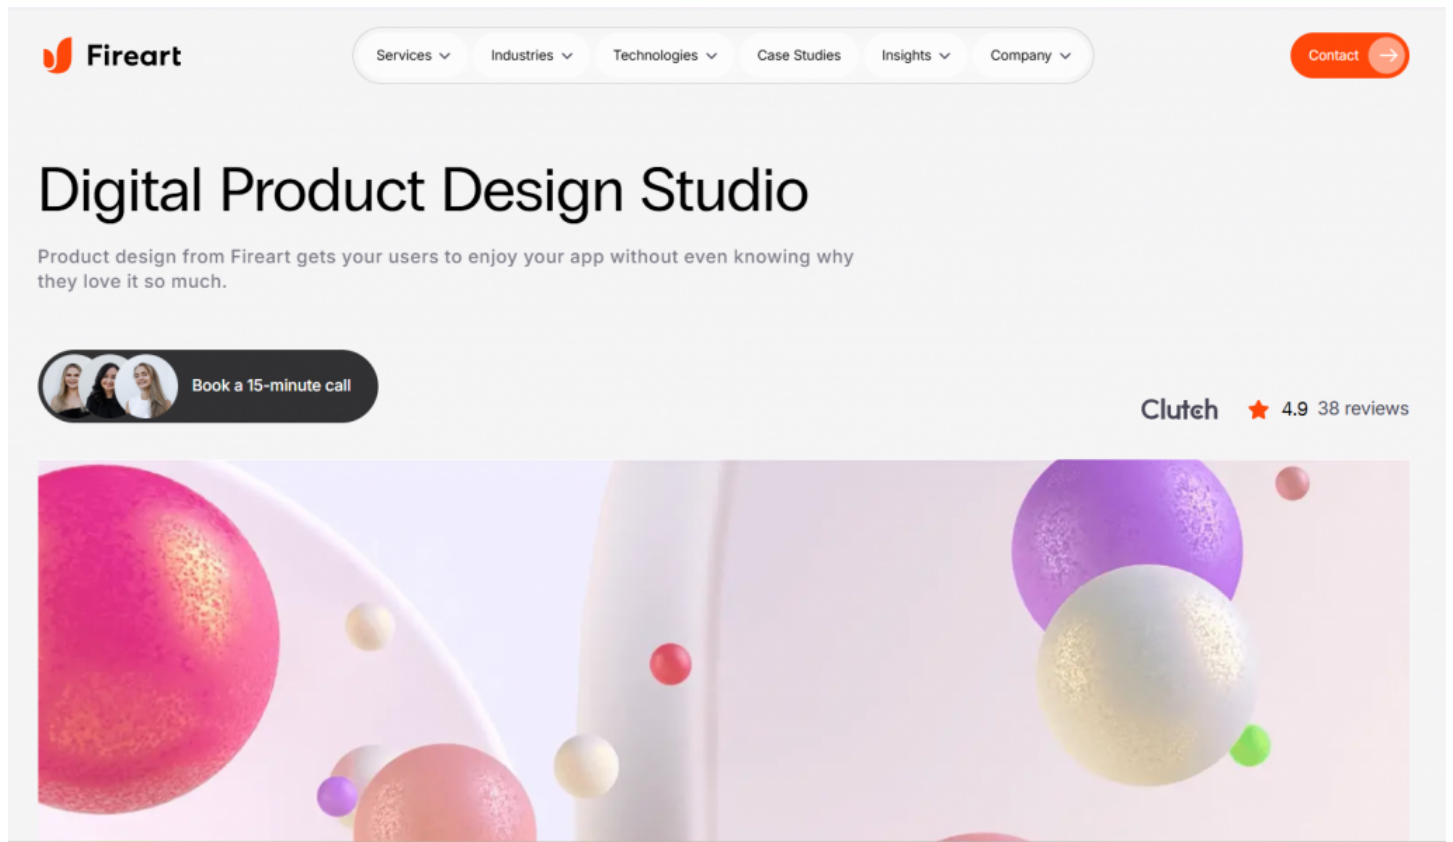 Fireart
Services
Industries
Technologies
Case Studies
Insights
Company
Contact
Digital Product Design Studio
Product design from Fireart gets your users to enjoy your app without even knowing why
they love it so much.
Book a 15-minute call
Clutch
4.9 38 reviews